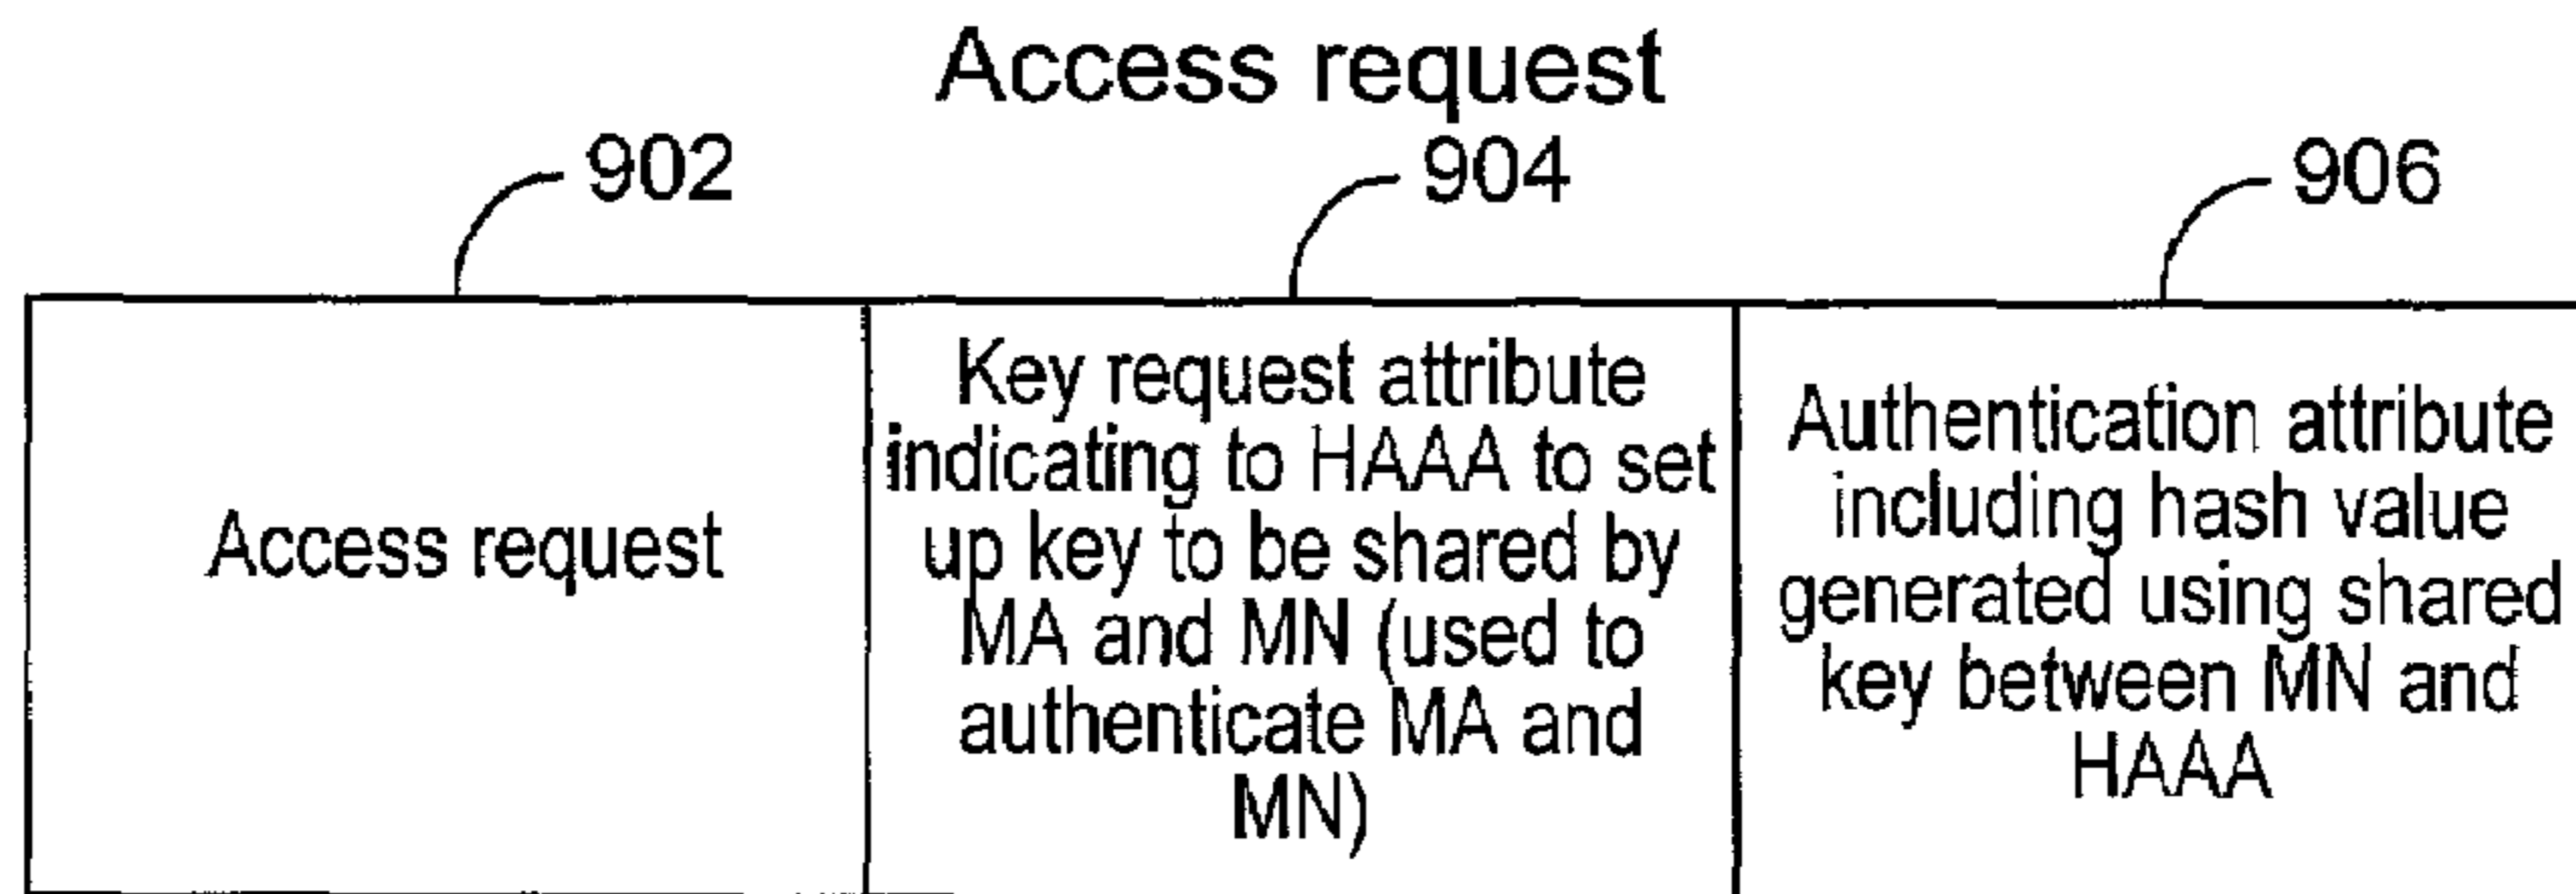 Access request
902
904
906
Access request
Key request attribute
indicating to HAAA to set
up key to be shared by
MA and MN (used to
authenticate MA and
MN)
Authentication attribute
including hash value
generated using shared
key between MN and
HAAA